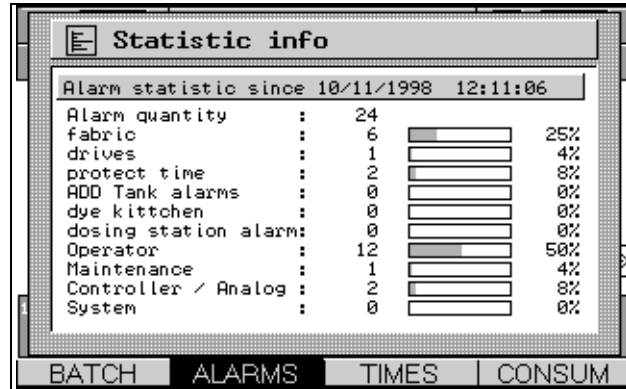 Statistic info
Alarm statistic since 10/11/1998 12:11:06
Alarm quantity : 24
fabric : 6 25%
drives : 1 4%
protect time : 2 8%
ADD Tank alarms : 0 0%
dye kittchen : 0 0%
dosing station alarm: 0 0%
Operator : 12 50%
Maintenance : 1 4%
Controller / Analog : 2 8%
System : 0 0%
BATCH ALARMS TIMES CONSUM